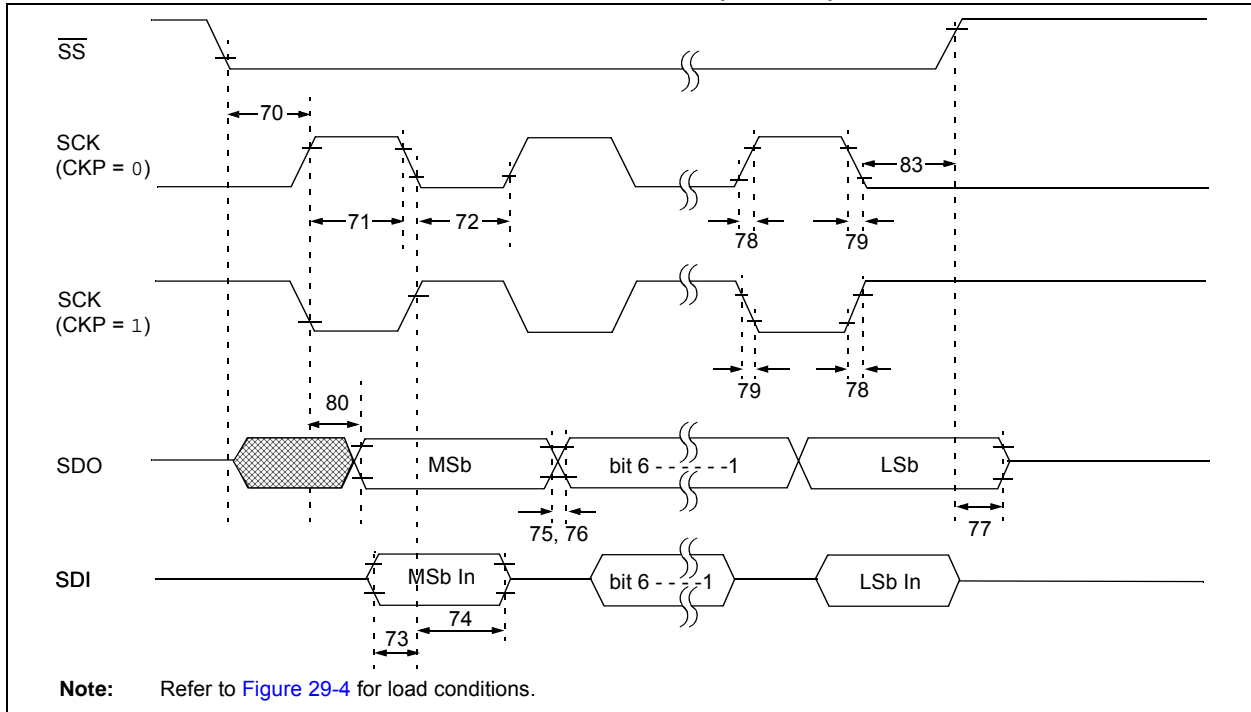 SS
70
SCK
(CKP = 0)
83
71
72
78
79
SCK
(CKP = 1)
79
78
80
SDO
MSb
bit 6 - - - - - -1
LSb
75, 76
77
SDI
MSb In
bit 6 - - - -1
LSb In
74
73
Note: Refer to Figure 29-4 for load conditions.